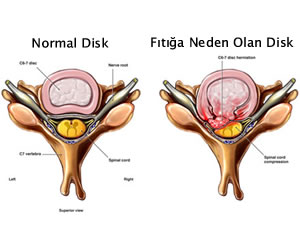 Normal Disk
Fıtığa Neden Olan Disk
C6-7 disc
Nerve root
C7 vertebra
Spinal cord
Left
Right
Superior view
C6-7 disc herniation
Spinal cord
compression